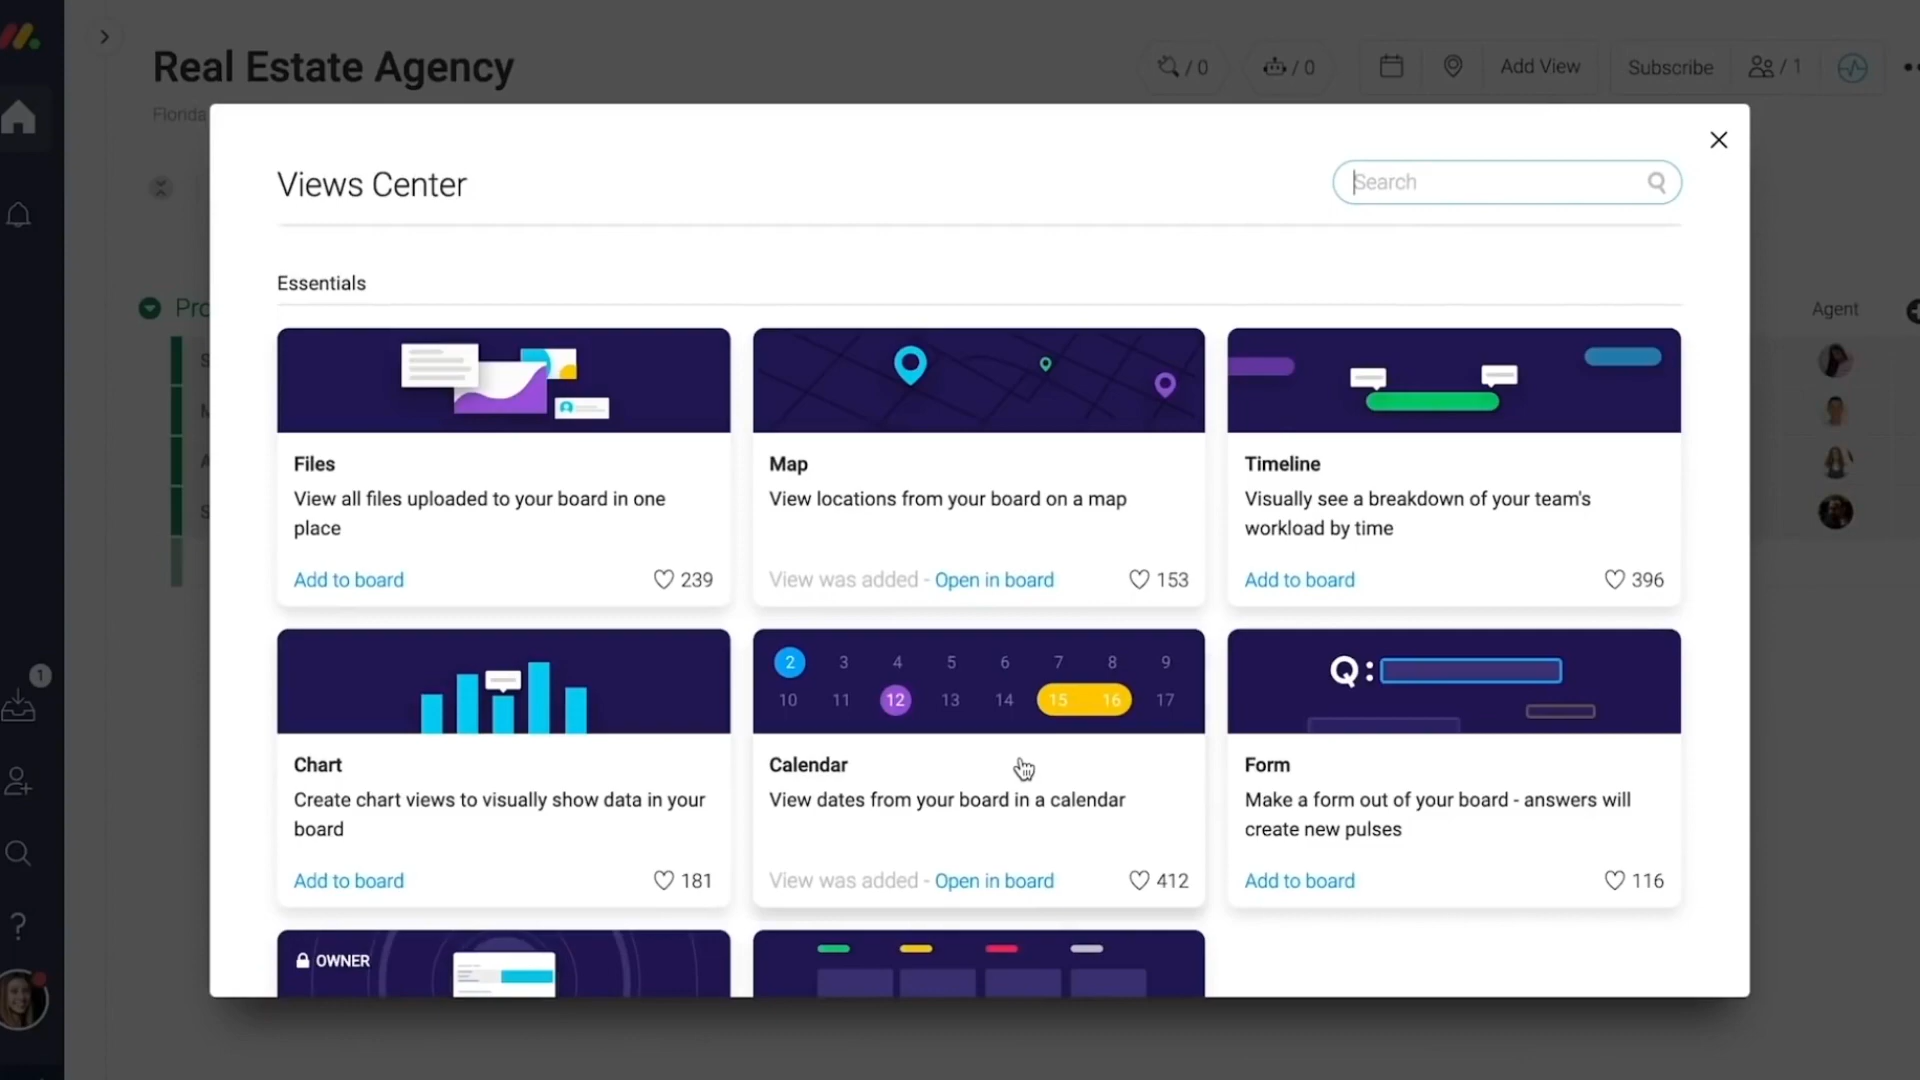 Real Estate Agency
/ 0
/ 0
Add View
Subscribe
/ 1
Florida
Views Center
Search
Essentials
Pro
Agent
S
M
A
S
Files
View all files uploaded to your board in one
place
Add to board
239
Map
View locations from your board on a map
View was added - Open in board
153
Timeline
Visually see a breakdown of your team's
workload by time
Add to board
396
2 3 4 5 6 7 8 9
10 11 12 13 14 15 16 17
Q:
Chart
Create chart views to visually show data in your
board
Add to board
181
Calendar
View dates from your board in a calendar
View was added - Open in board
412
Form
Make a form out of your board - answers will
create new pulses
Add to board
116
OWNER
1
?